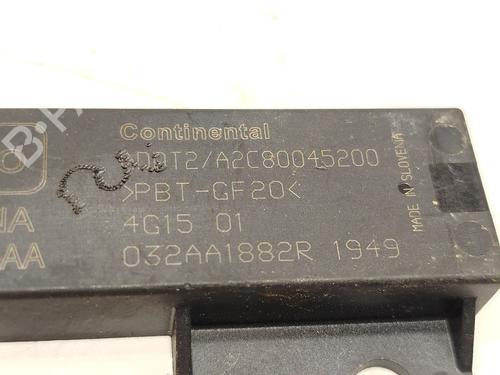 Continental
/A2C80045200
>PBT-GF20<
4G15 01
032AA1882R 1949
NA
AA
MADE IN SLOVENIA